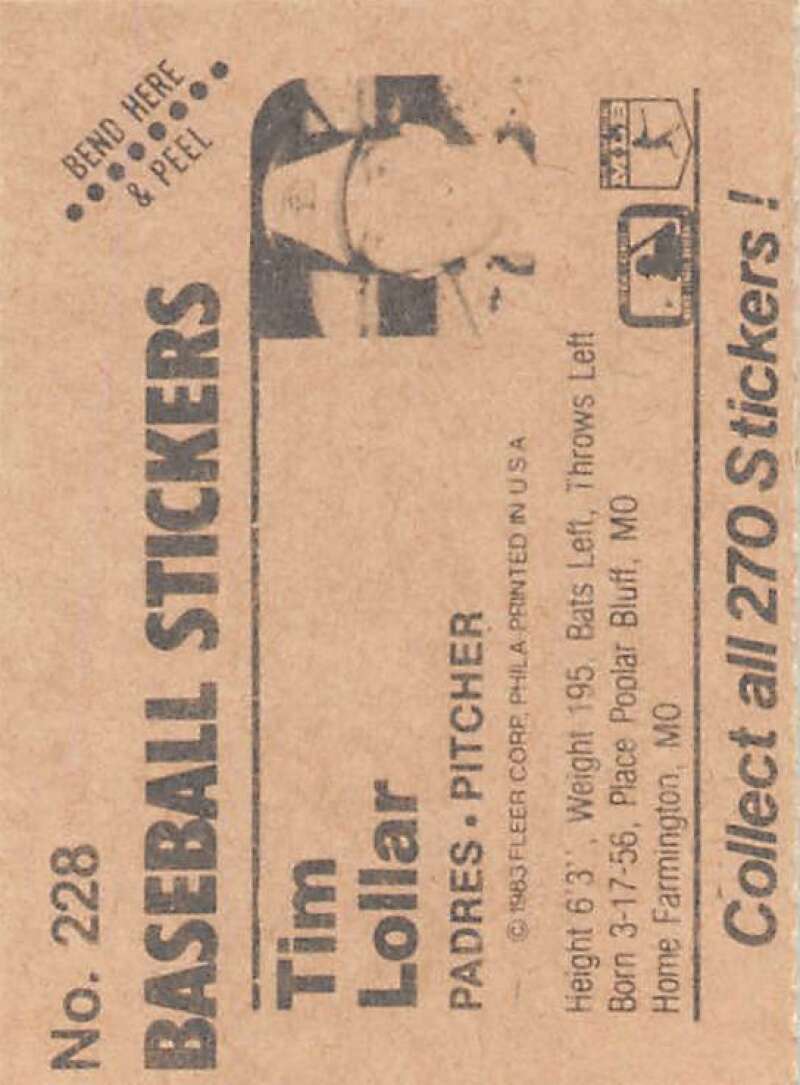 No. 228
BEND HERE
& PEEL
BASEBALL STICKERS
Tim
Lollar
PADRES • PITCHER
© 1983 FLEER CORP. PHILA PRINTED IN U S A
Height 6'3'', Weight 195, Bats Left, Throws Left
Born 3-17-56, Place Poplar Bluff, MO
Home Farmington, MO
Collect all 270 Stickers !